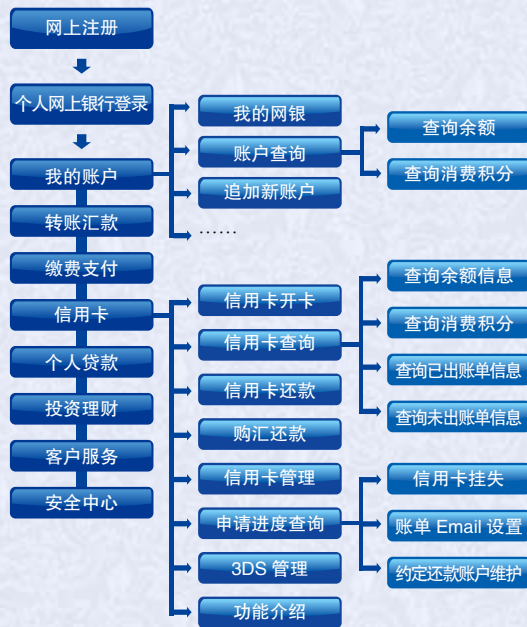 网上注册
个人网上银行登录
我的账户
转账汇款
缴费支付
信用卡
个人贷款
投资理财
客户服务
安全中心
我的网银
账户查询
追加新账户
……
查询余额
查询消费积分
信用卡开卡
信用卡查询
信用卡还款
购汇还款
信用卡管理
申请进度查询
3DS 管理
功能介绍
查询余额信息
查询消费积分
查询已出账单信息
查询未出账单信息
信用卡挂失
账单 Email 设置
约定还款账户维护